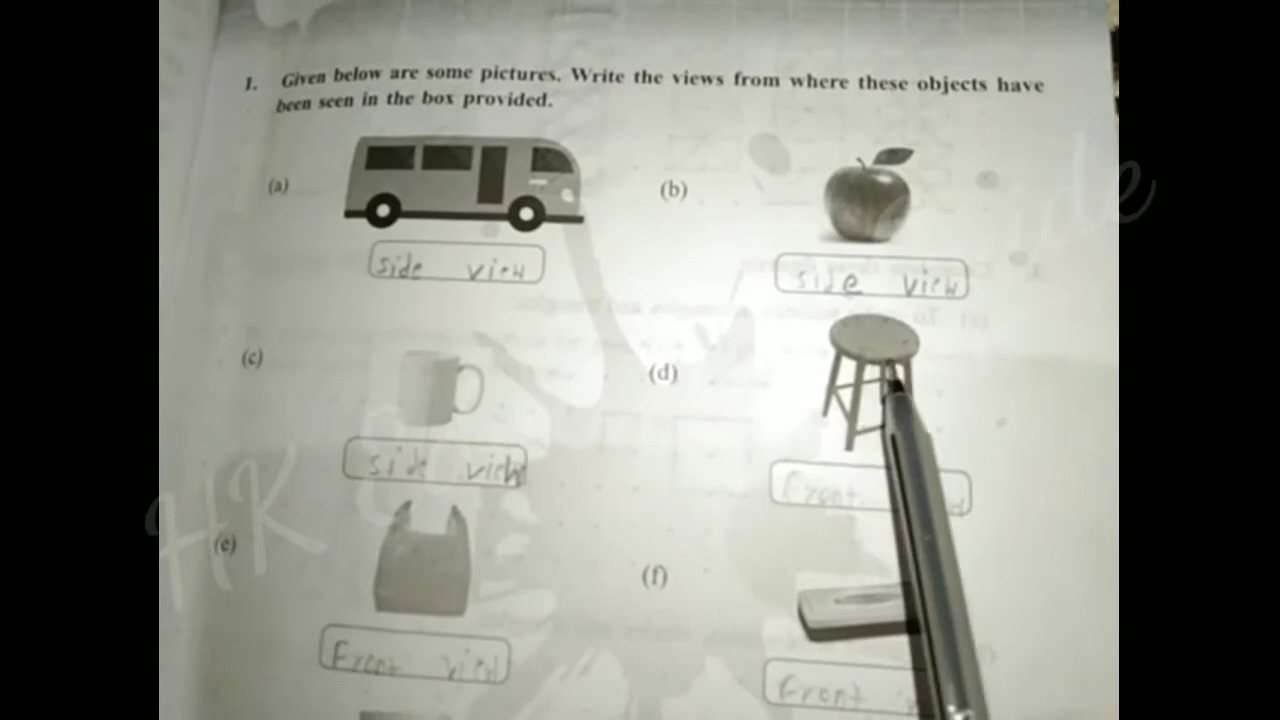 1. Given below are some pictures. Write the views from where these objects have
been seen in the box provided.
(a)
(b)
side view
side view
(c)
(d)
side view
Front
(e)
(f)
Front view
Front
HK